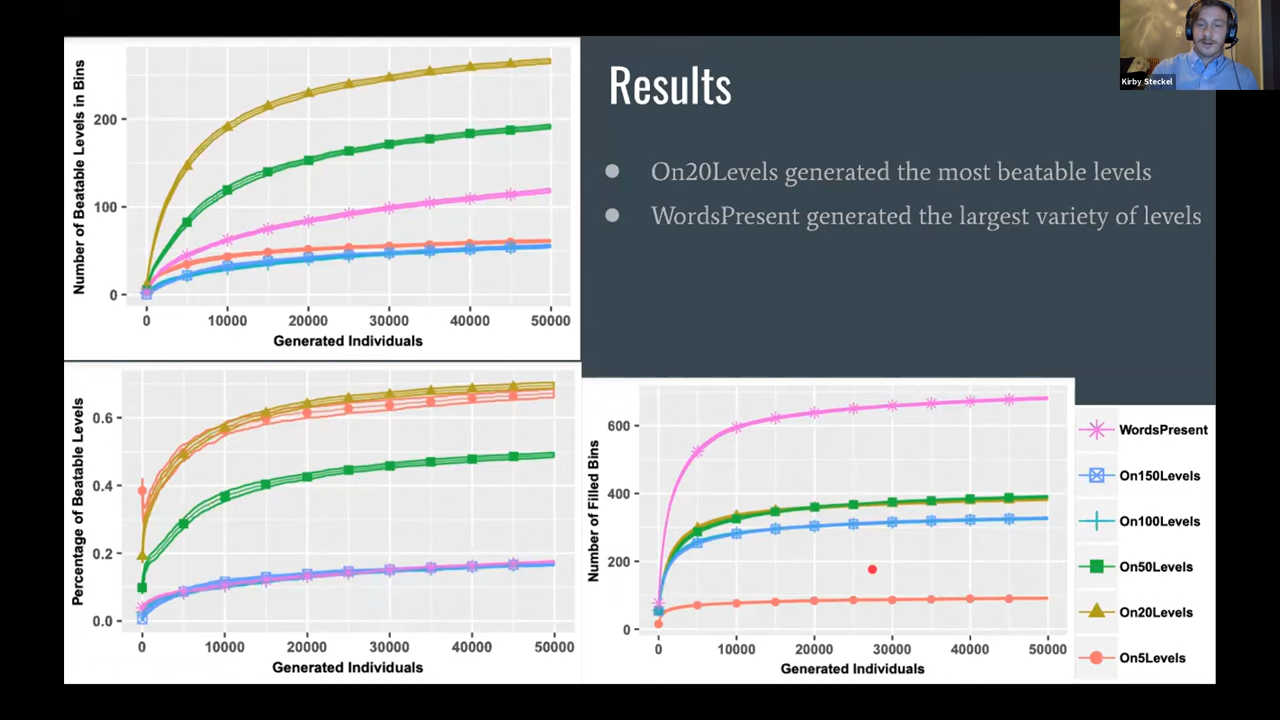 Number of Beatable Levels in Bins
200
100
0
0 10000 20000 30000 40000 50000
Generated Individuals
Results
On20Levels generated the most beatable levels
WordsPresent generated the largest variety of levels
Kirby Steckel
Percentage of Beatable Levels
0.6
0.4
0.2
0.0
0 10000 20000 30000 40000 50000
Generated Individuals
Number of Filled Bins
600
400
200
0
0 10000 20000 30000 40000 50000
Generated Individuals
WordsPresent
On150Levels
On100Levels
On50Levels
On20Levels
On5Levels